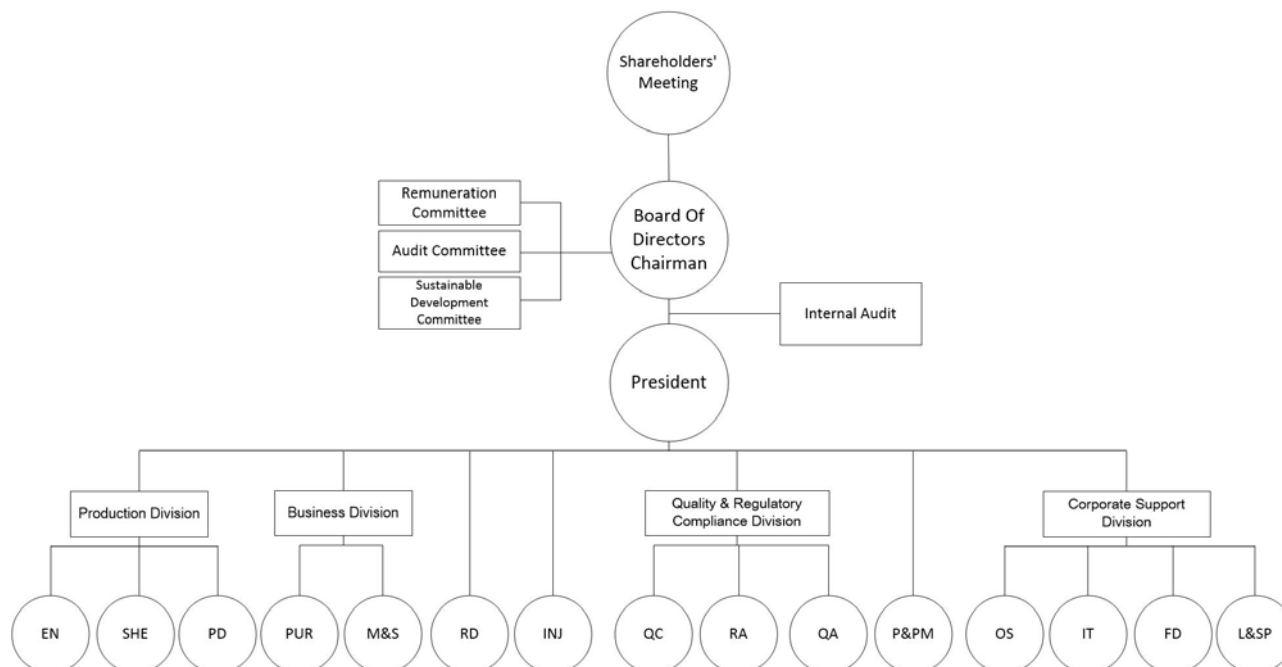 Shareholders'
Meeting
Remuneration
Committee
Audit Committee
Sustainable
Development
Committee
Board Of
Directors
Chairman
Internal Audit
President
Production Division
Business Division
Quality & Regulatory
Compliance Division
Corporate Support
Division
EN
SHE
PD
PUR
M&S
RD
INJ
QC
RA
QA
P&PM
OS
IT
FD
L&SP